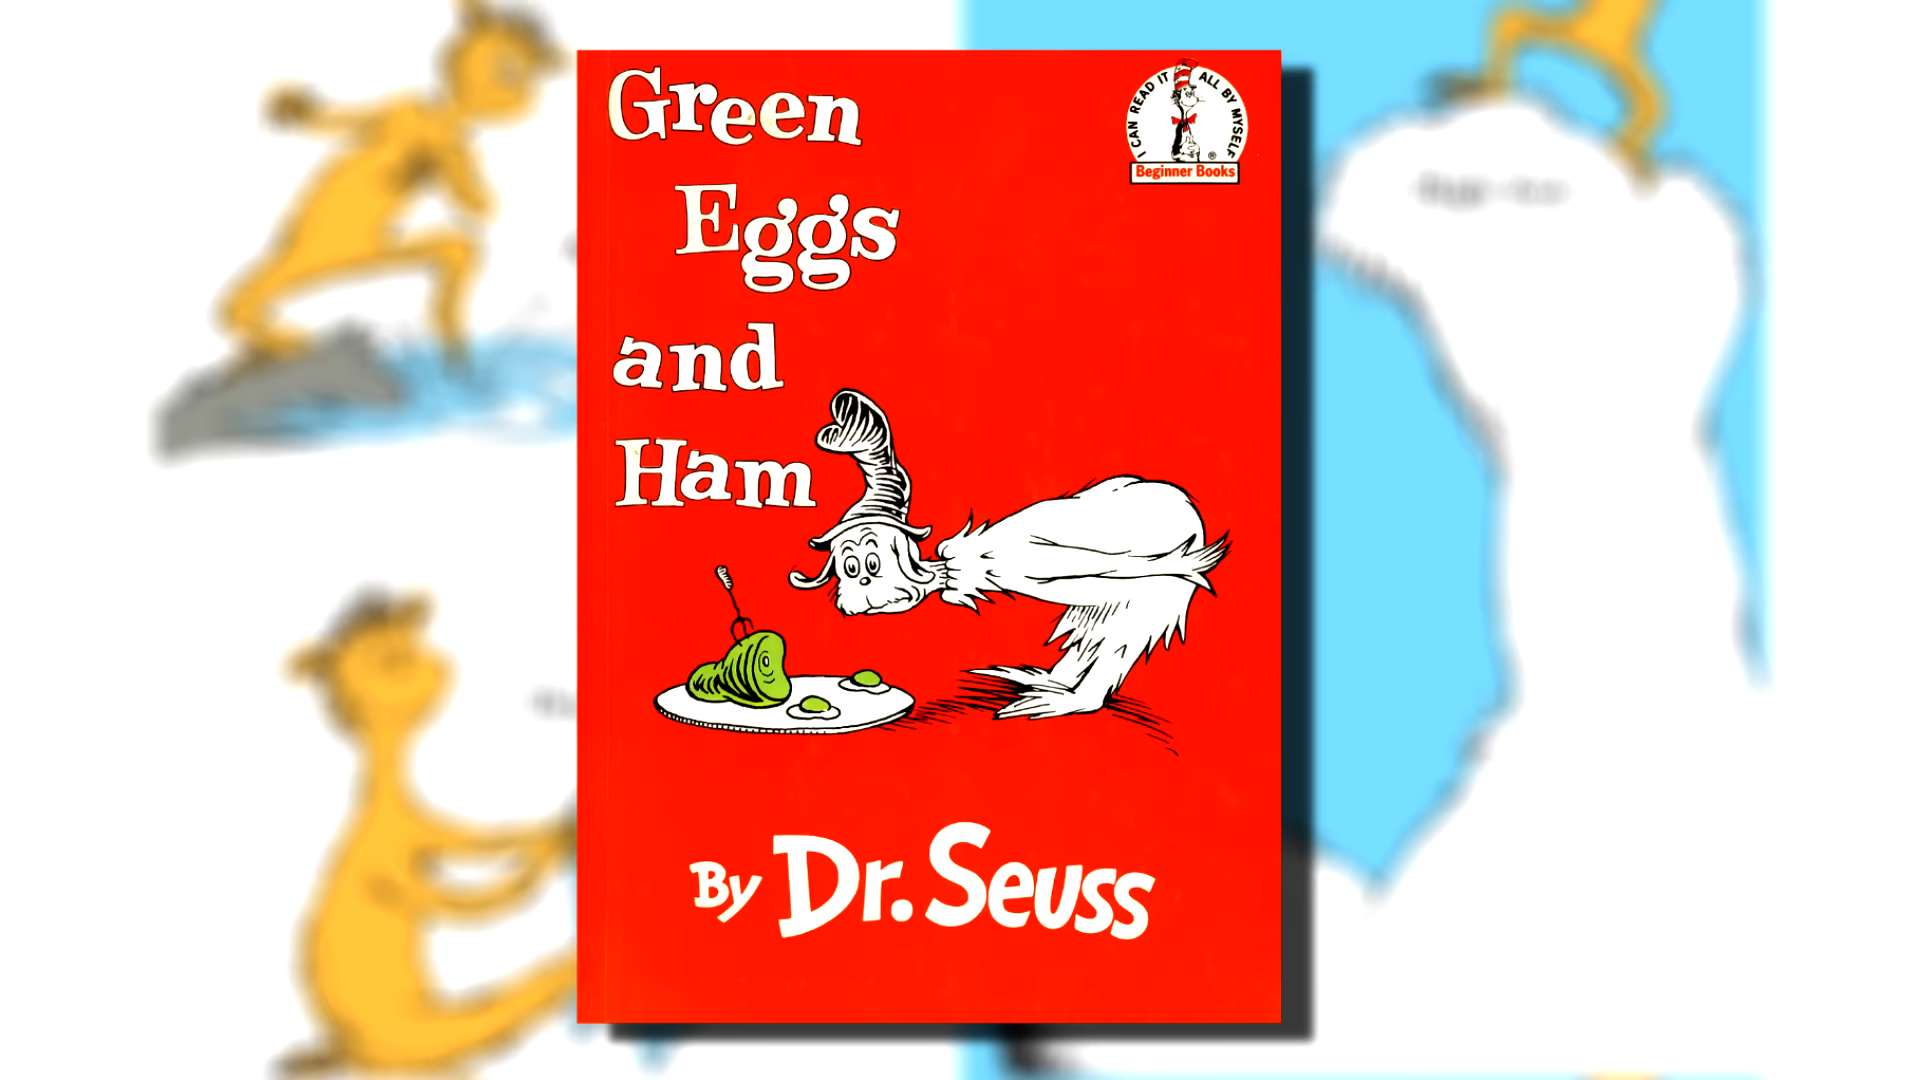 Green
Eggs
and
Ham
I CAN READ IT ALL BY MYSELF
®
Beginner Books
By Dr. Seuss